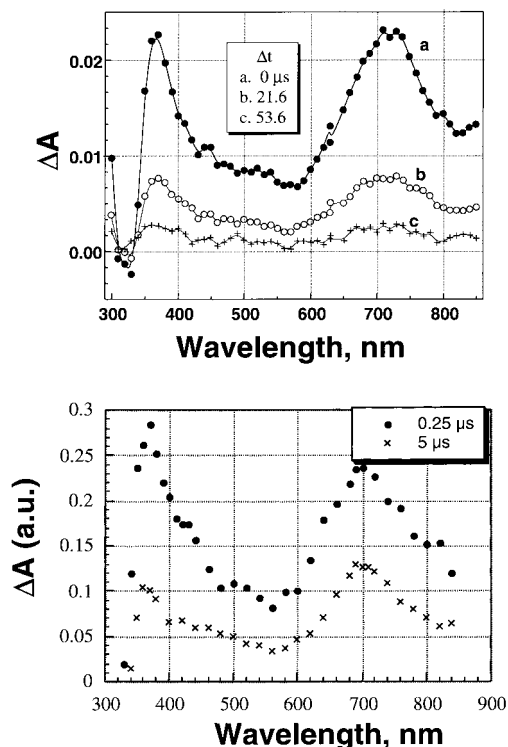 0.02
0.01
0.00
ΔA
Δt
a. 0 μs
b. 21.6
c. 53.6
a
b
c
300 400 500 600 700 800
Wavelength, nm
0.3
0.25
0.2
0.15
0.1
0.05
0
ΔA (a.u.)
0.25 μs
5 μs
300 400 500 600 700 800 900
Wavelength, nm